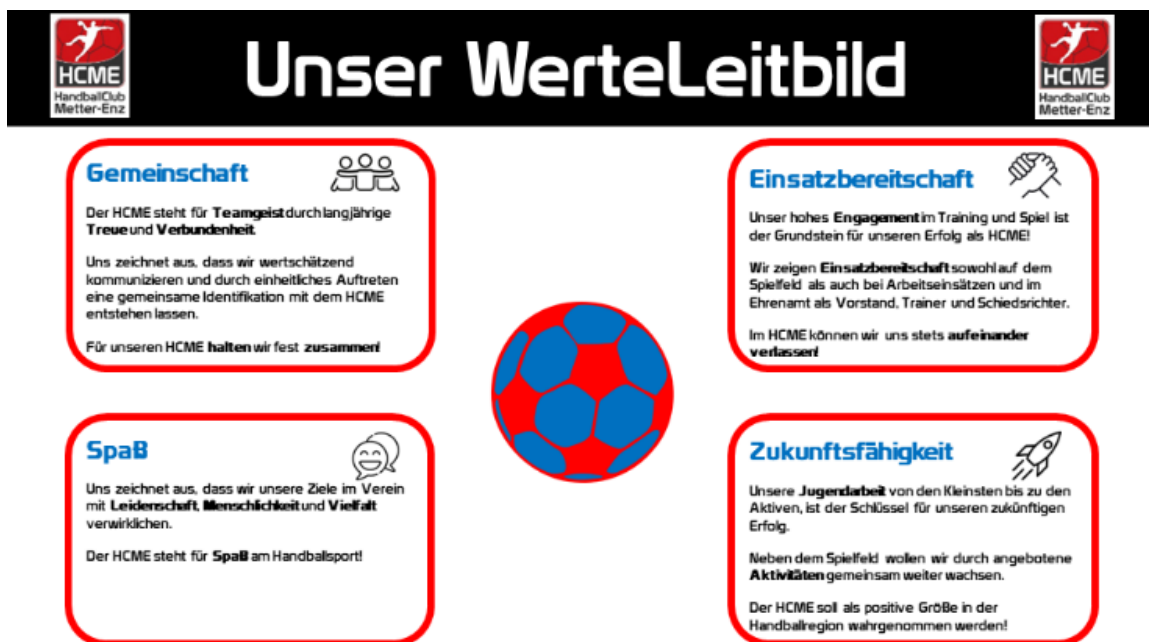 HCME
HandballClub
Metter-Enz
Unser WerteLeitbild
HCME
HandballClub
Metter-Enz
Gemeinschaft
Der HCME steht für Teamgeist durch langjährige
Treue und Verbundenheit.
Uns zeichnet aus, dass wir wertschätzend
kommunizieren und durch einheitliches Auftreten
eine gemeinsame Identifikation mit dem HCME
entstehen lassen.
Für unseren HCME halten wir fest zusammen!
Einsatzbereitschaft
Unser hohes Engagement im Training und Spiel ist
der Grundstein für unseren Erfolg als HCME!
Wir zeigen Einsatzbereitschaft sowohl auf dem
Spielfeld als auch bei Arbeitseinsätzen und im
Ehrenamt als Vorstand, Trainer und Schiedsrichter.
Im HCME können wir uns stets aufeinander
verlassen!
Spaß
Uns zeichnet aus, dass wir unsere Ziele im Verein
mit Leidenschaft, Menschlichkeit und Vielfalt
verwirklichen.
Der HCME steht für Spaß am Handballsport!
Zukunftsfähigkeit
Unsere Jugendarbeit von den Kleinsten bis zu den
Aktiven, ist der Schlüssel für unseren zukünftigen
Erfolg.
Neben dem Spielfeld wollen wir durch angebotene
Aktivitäten gemeinsam weiter wachsen.
Der HCME soll als positive Größe in der
Handballregion wahrgenommen werden!